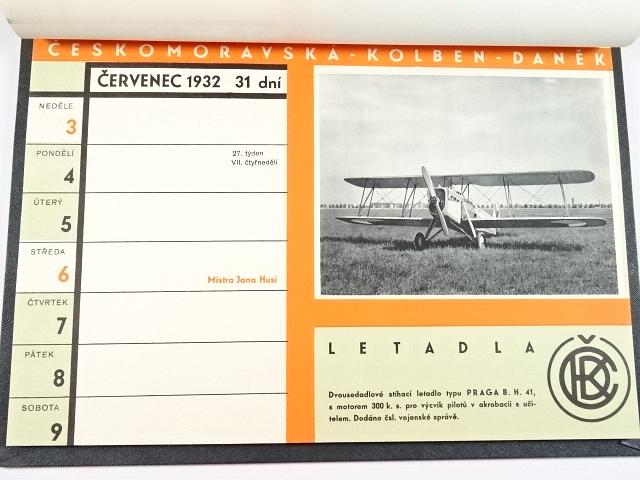 ČESKOMORAVSKÁ-KOLBEN-DANĚK
ČERVENEC 1932 31 dní
NEDĚLE
3
PONDĚLÍ
4
27. týden
VII. čtyřnedělí
ÚTERÝ
5
STŘEDA
6
Mistra Jana Husi
ČTVRTEK
7
PÁTEK
8
SOBOTA
9
LETADLA
ČKD
Dvousedadlové stíhací letadlo typu PRAGA B. H. 41,
s motorem 300 k. s. pro výcvik pilotů v akrobacii s uči-
telem. Dodáno čsl. vojenské správě.